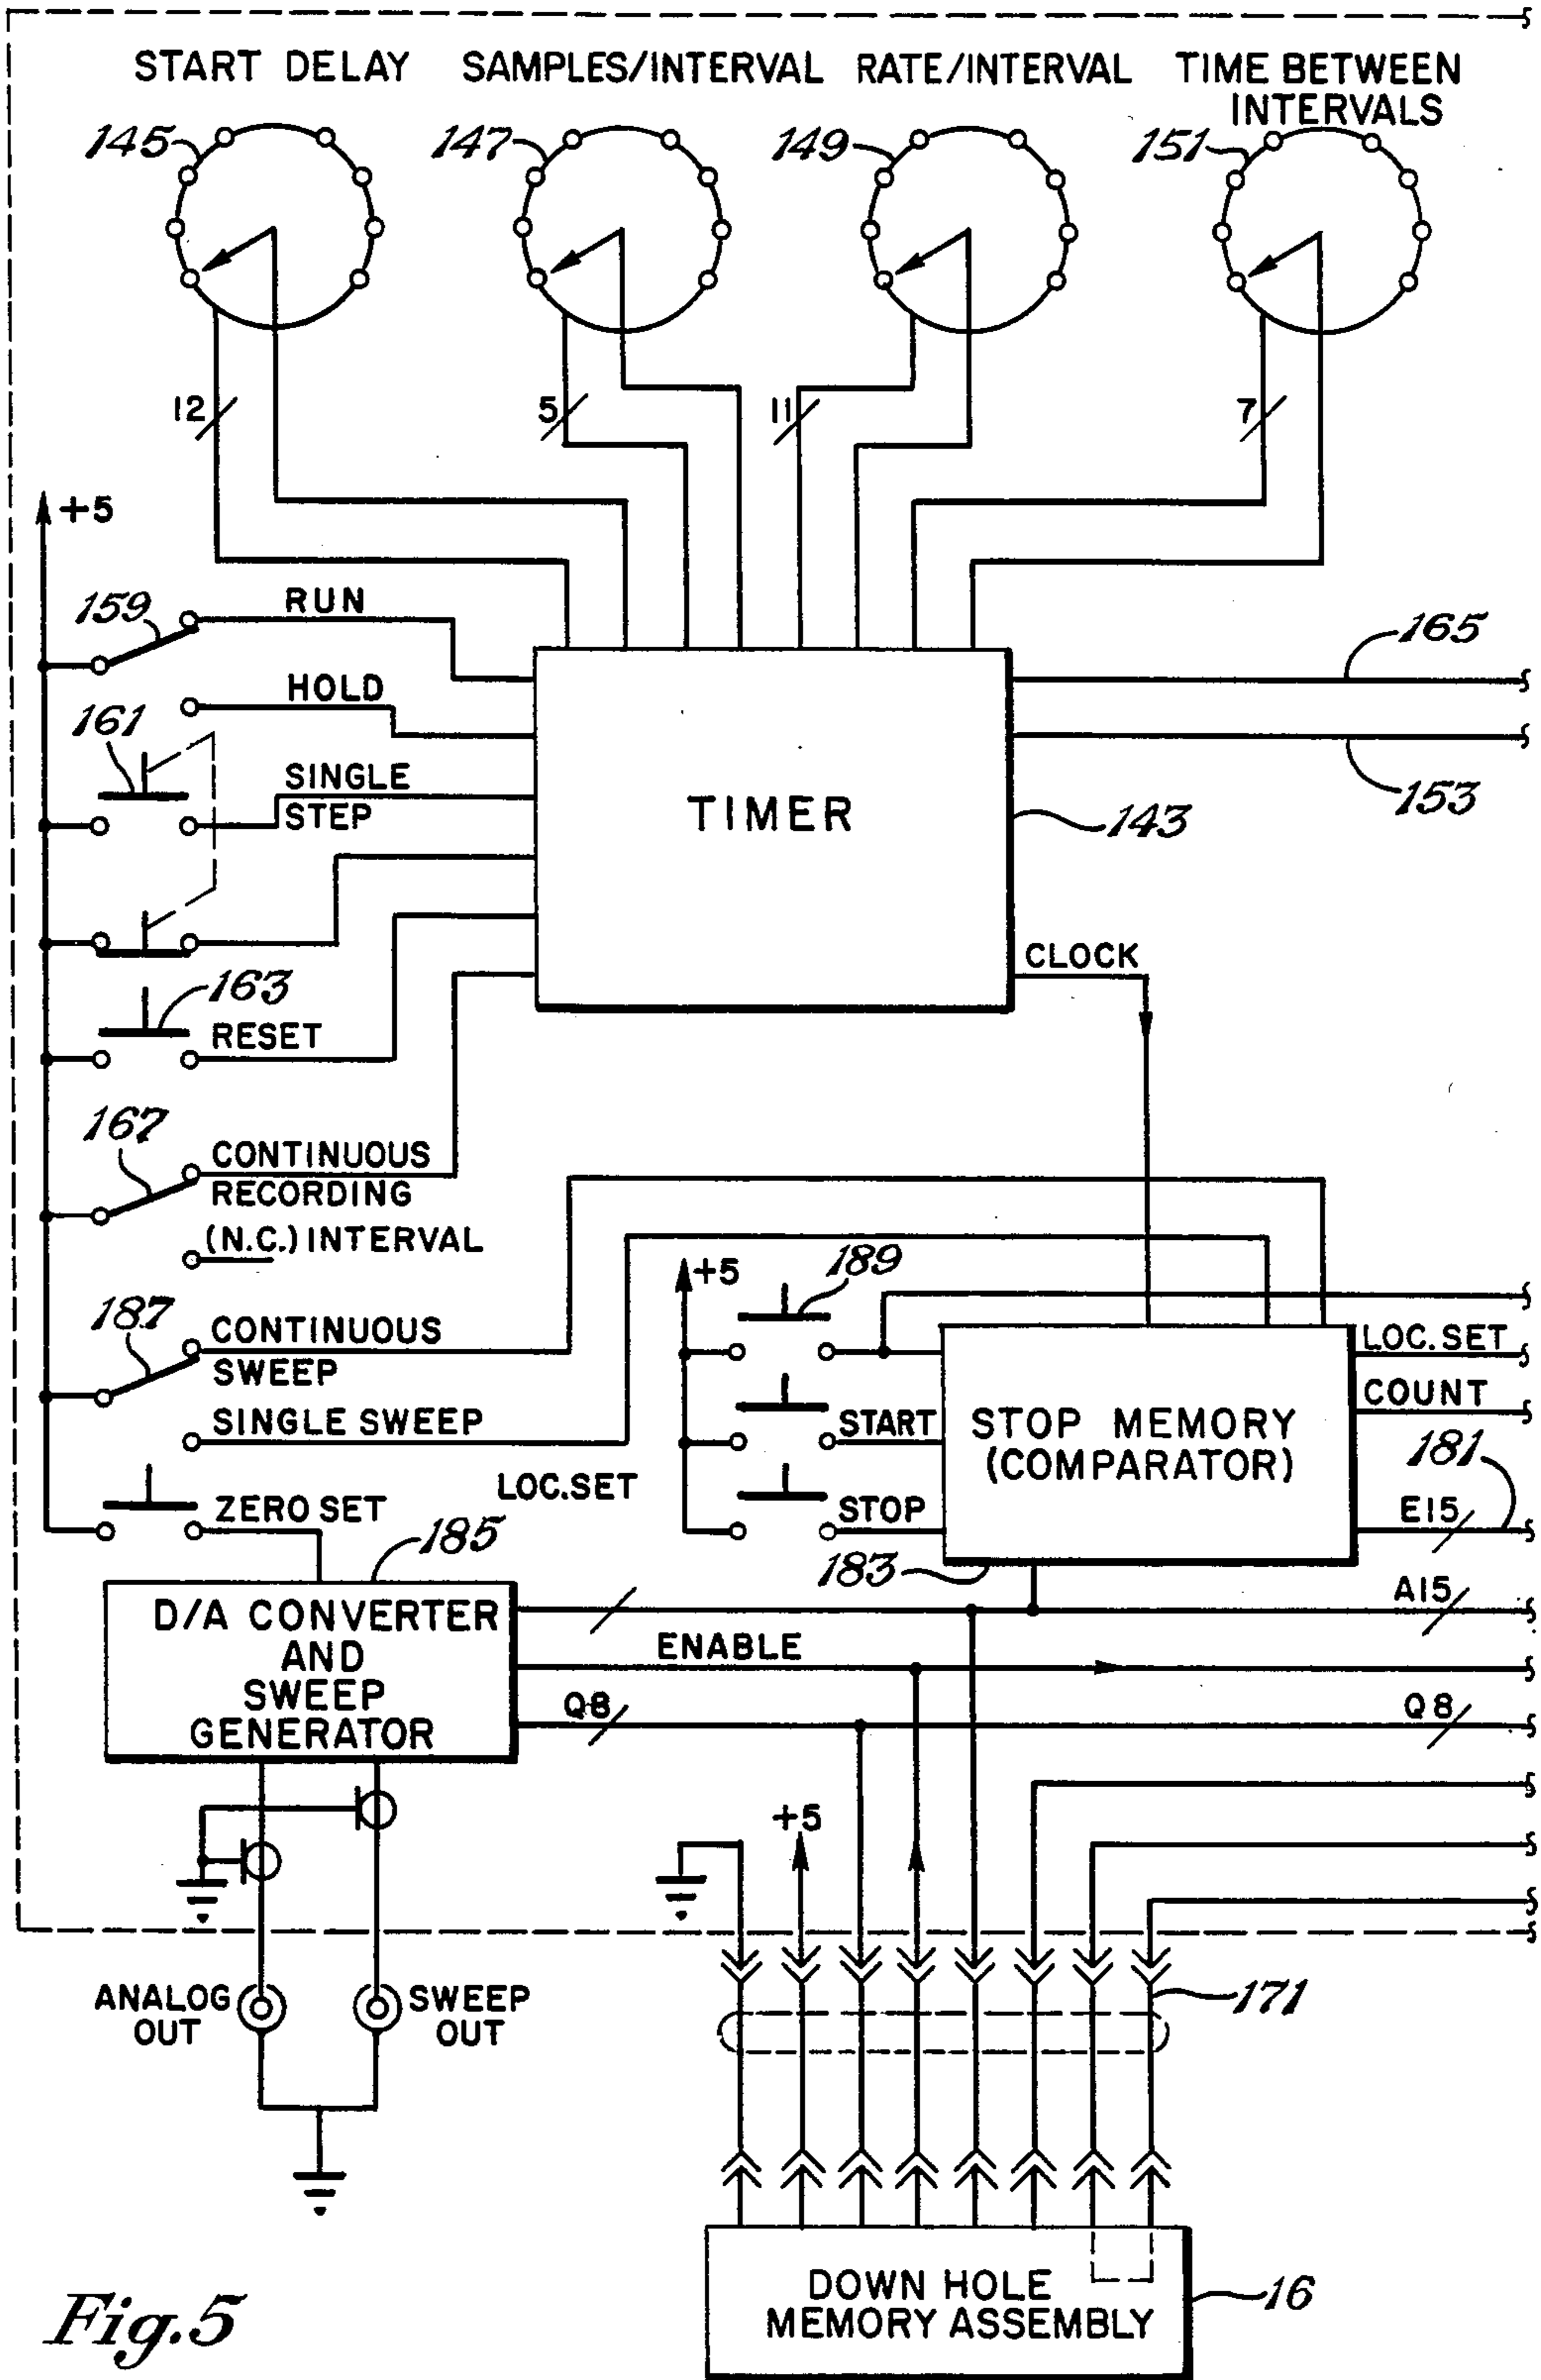 START DELAY
SAMPLES/INTERVAL
RATE/INTERVAL
TIME BETWEEN
INTERVALS
145
147
149
151
12
5
11
7
+5
159
RUN
165
HOLD
161
153
SINGLE
STEP
TIMER
143
CLOCK
163
RESET
167
CONTINUOUS
RECORDING
(N.C.) INTERVAL
+5
189
187
CONTINUOUS
SWEEP
LOC. SET
COUNT
SINGLE SWEEP
START
STOP MEMORY
(COMPARATOR)
181
LOC. SET
ZERO SET
STOP
E15
185
183
D/A CONVERTER
AND
SWEEP
GENERATOR
A15
ENABLE
Q8
Q8
+5
ANALOG
OUT
SWEEP
OUT
171
DOWN HOLE
MEMORY ASSEMBLY
16
Fig. 5